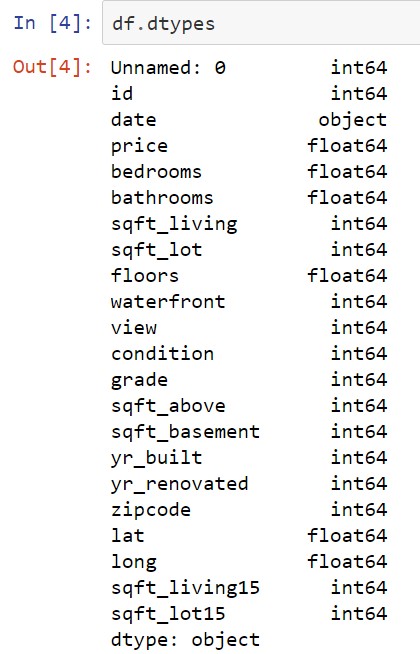 In [4]: df.dtypes
Out[4]: Unnamed: 0 int64
id int64
date object
price float64
bedrooms float64
bathrooms float64
sqft_living int64
sqft_lot int64
floors float64
waterfront int64
view int64
condition int64
grade int64
sqft_above int64
sqft_basement int64
yr_built int64
yr_renovated int64
zipcode int64
lat float64
long float64
sqft_living15 int64
sqft_lot15 int64
dtype: object